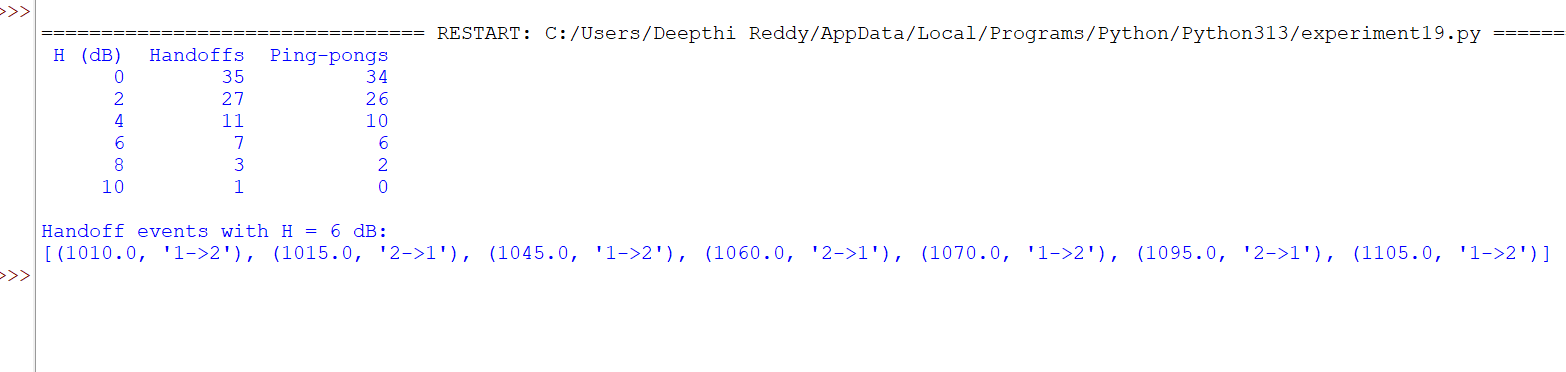 >>>
================================ RESTART: C:/Users/Deepthi Reddy/AppData/Local/Programs/Python/Python313/experiment19.py ======
H (dB)  Handoffs  Ping-pongs
0        35          34
2        27          26
4        11          10
6         7           6
8         3           2
10         1           0
Handoff events with H = 6 dB:
[(1010.0, '1->2'), (1015.0, '2->1'), (1045.0, '1->2'), (1060.0, '2->1'), (1070.0, '1->2'), (1095.0, '2->1'), (1105.0, '1->2')]
>>>